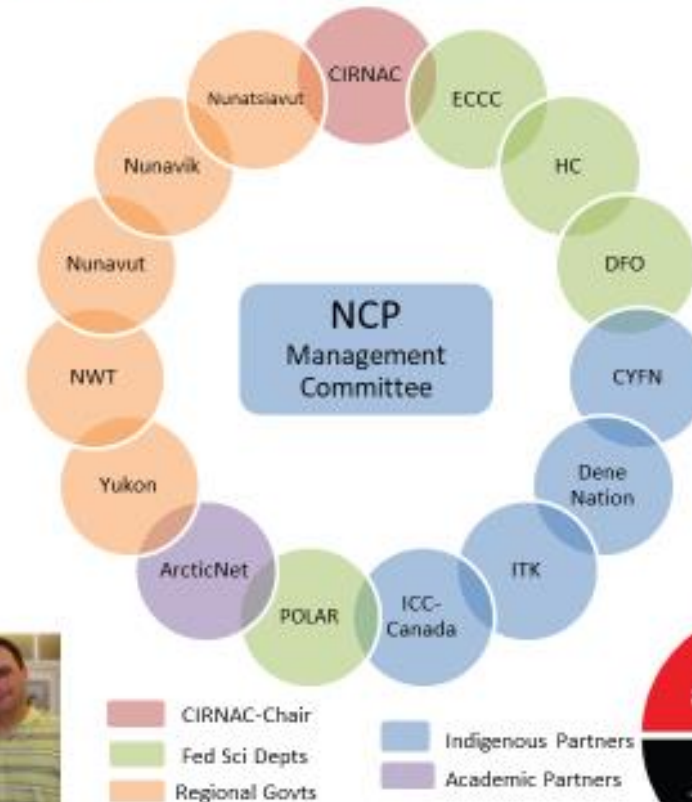 CIRNAC
ECCC
HC
DFO
CYFN
Dene
Nation
ITK
ICC-
Canada
POLAR
ArcticNet
Yukon
NWT
Nunavut
Nunavik
Nunatsiavut
NCP
Management
Committee
CIRNAC-Chair
Fed Sci Depts
Regional Govts
Indigenous Partners
Academic Partners